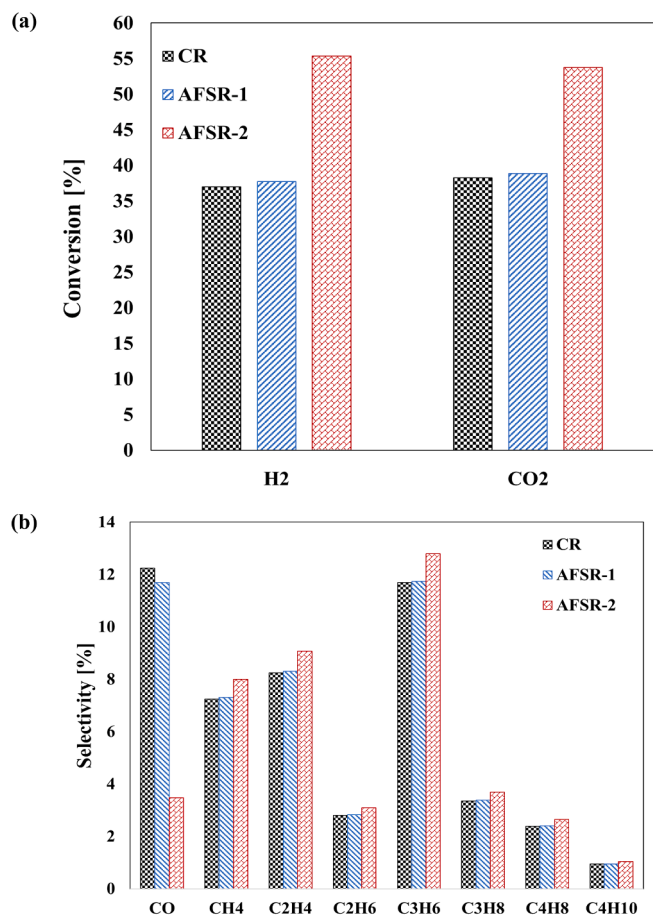 (a)
Conversion [%]
60
55
50
45
40
35
30
25
20
15
10
5
0
CR
AFSR-1
AFSR-2
H2 CO2
(b)
Selectivity [%]
14
12
10
8
6
4
2
0
CR
AFSR-1
AFSR-2
CO CH4 C2H4 C2H6 C3H6 C3H8 C4H8 C4H10